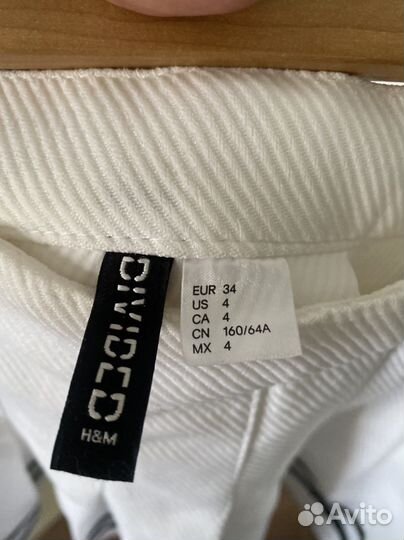 DIVIDED
H&M
EUR 34
US 4
CA 4
CN 160/64A
MX 4
Avito